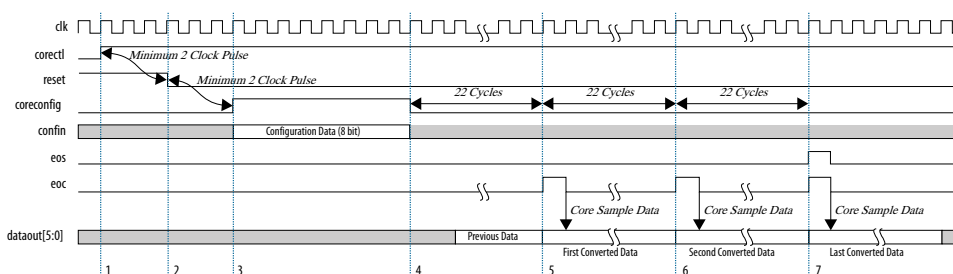 clk
corectl
Minimum 2 Clock Pulse
reset
Minimum 2 Clock Pulse
coreconfig
22 Cycles
22 Cycles
22 Cycles
confin
Configuration Data (8 bit)
eos
eoc
Core Sample Data
Core Sample Data
Core Sample Data
dataout[5:0]
Previous Data
First Converted Data
Second Converted Data
Last Converted Data
1
2
3
4
5
6
7